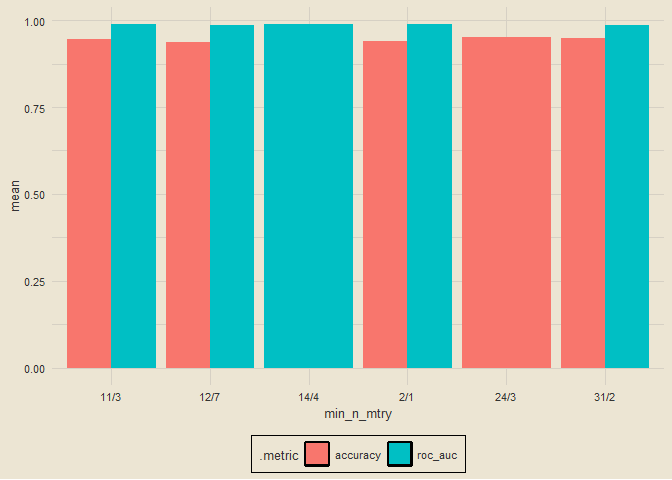 1.00
0.75
0.50
0.25
0.00
mean
11/3 12/7 14/4 2/1 24/3 31/2
min_n_mtry
.metric accuracy roc_auc